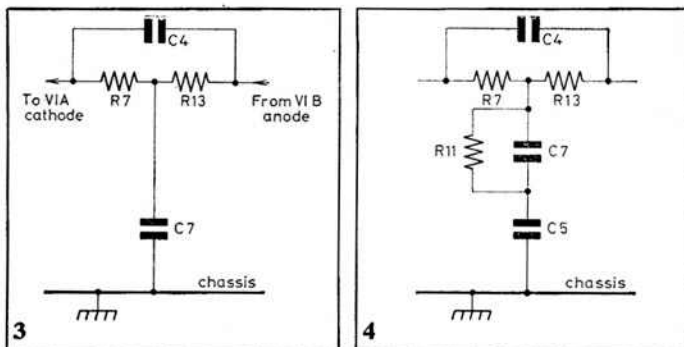 C4
R7
R13
To VIA
cathode
From VI B
anode
C7
chassis
3
C4
R7
R13
R11
C7
C5
chassis
4